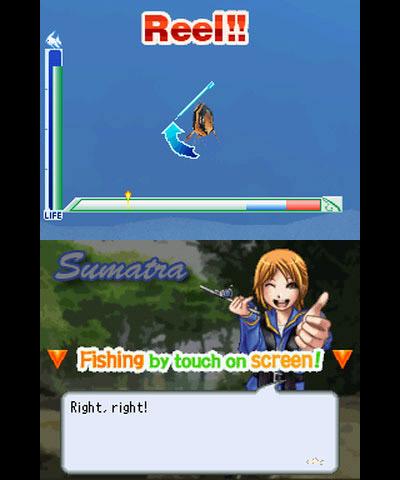 Reel!!
LIFE
Sumatra
Fishing by touch on screen!
Right, right!